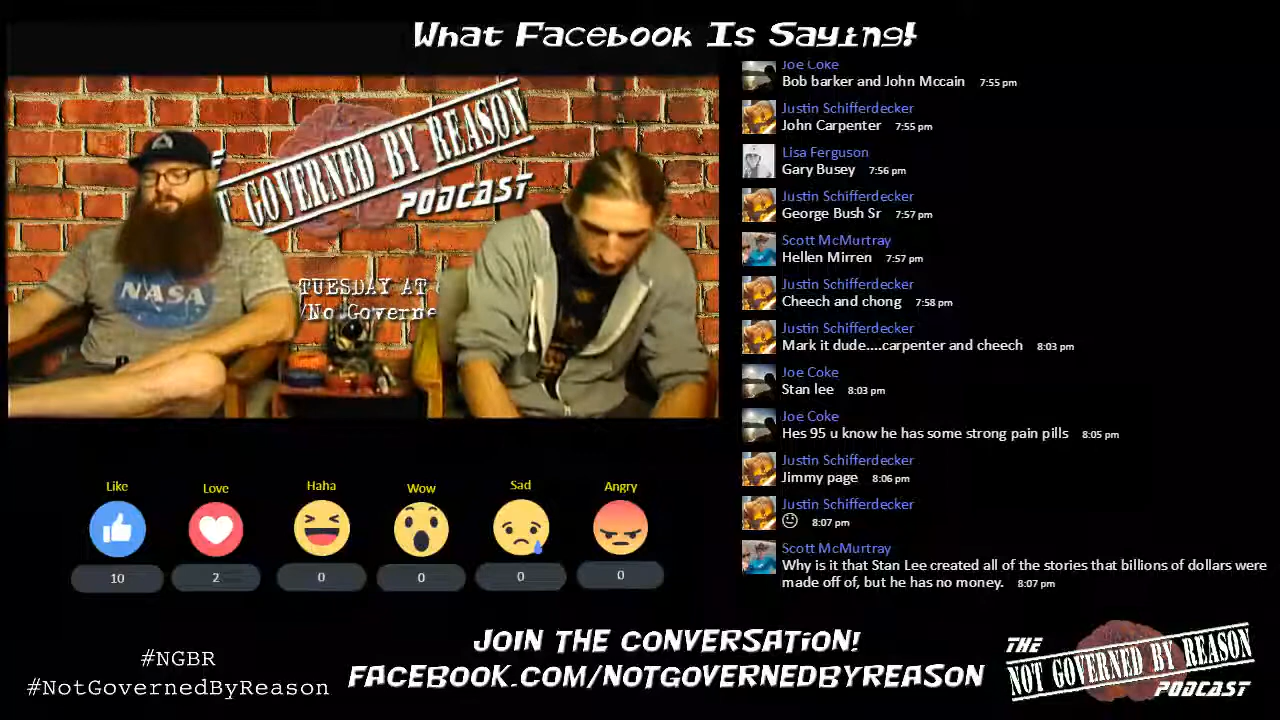 What Facebook Is Saying!
GOVERNED BY REASON
PODCAST
NASA
TUESDAY AT
/No Governe
Joe Coke
Bob barker and John Mccain 7:55 pm
Justin Schifferdecker
John Carpenter 7:55 pm
Lisa Ferguson
Gary Busey 7:56 pm
Justin Schifferdecker
George Bush Sr 7:57 pm
Scott McMurtray
Hellen Mirren 7:57 pm
Justin Schifferdecker
Cheech and chong 7:58 pm
Justin Schifferdecker
Mark it dude....carpenter and cheech 8:03 pm
Joe Coke
Stan lee 8:03 pm
Joe Coke
Hes 95 u know he has some strong pain pills 8:05 pm
Justin Schifferdecker
Jimmy page 8:06 pm
Justin Schifferdecker
8:07 pm
Scott McMurtray
Why is it that Stan Lee created all of the stories that billions of dollars were
made off of, but he has no money. 8:07 pm
Like Love Haha Wow Sad Angry
10 2 0 0 0 0
#NGBR
#NotGovernedByReason
JOIN THE CONVERSATION!
FACEBOOK.COM/NOTGOVERNEDBYREASON
THE
NOT GOVERNED BY REASON
PODCAST